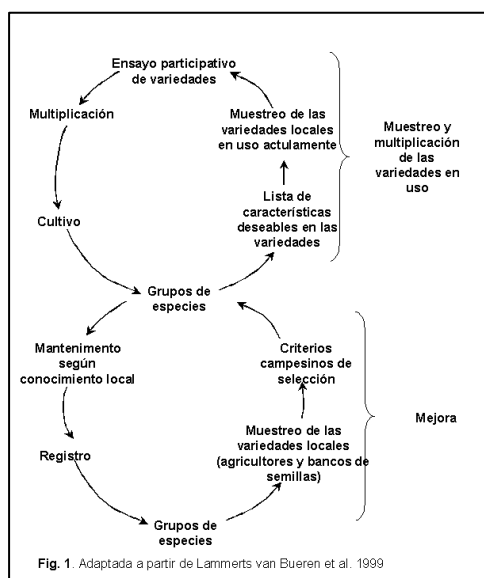 Ensayo participativo
de variedades
Multiplicación
Muestreo de las
variedades locales
en uso actulamente
Muestreo y
multiplicación
de las
variedades en
uso
Cultivo
Lista de
características
deseables en las
variedades
Grupos de
especies
Mantenimento
según
conocimiento local
Criterios
campesinos de
selección
Mejora
Registro
Muestreo de las
variedades locales
(agricultores y bancos de
semillas)
Grupos de
especies
Fig. 1. Adaptada a partir de Lammerts van Bueren et al. 1999